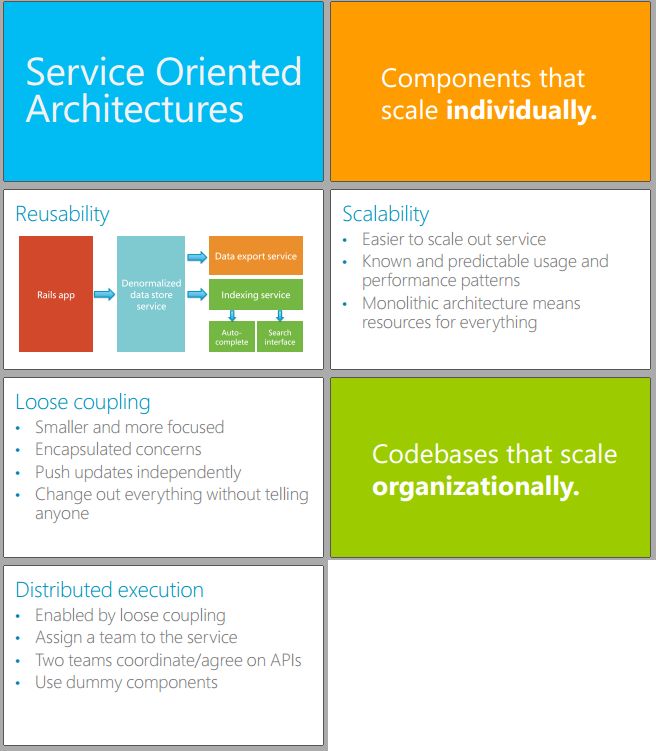 Service Oriented
Architectures
Components that
scale individually.
Reusability
Rails app
Denormalized
data store
service
Data export service
Indexing service
Auto-
complete
Search
interface
Scalability
• Easier to scale out service
• Known and predictable usage and
performance patterns
• Monolithic architecture means
resources for everything
Loose coupling
• Smaller and more focused
• Encapsulated concerns
• Push updates independently
• Change out everything without telling
anyone
Codebases that scale
organizationally.
Distributed execution
• Enabled by loose coupling
• Assign a team to the service
• Two teams coordinate/agree on APIs
• Use dummy components